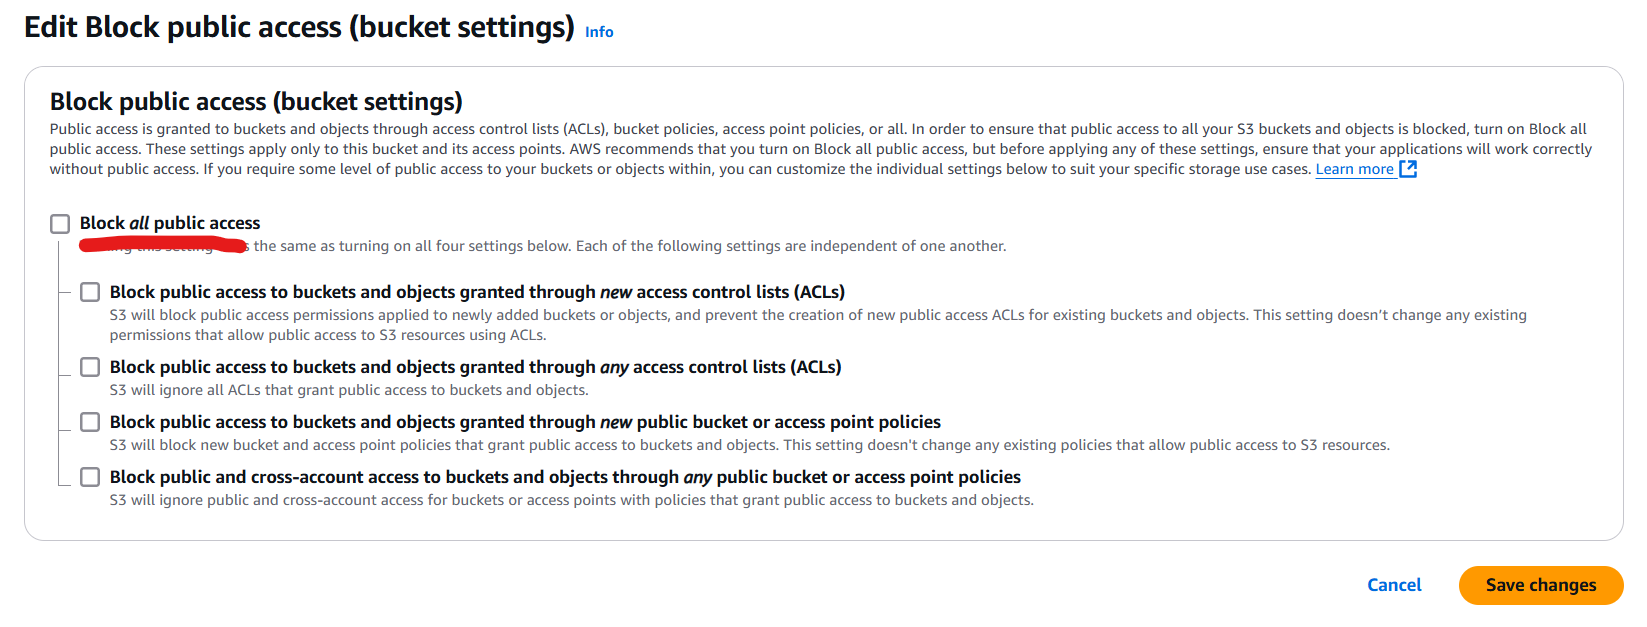 Edit Block public access (bucket settings) Info
Block public access (bucket settings)
Public access is granted to buckets and objects through access control lists (ACLs), bucket policies, access point policies, or all. In order to ensure that public access to all your S3 buckets and objects is blocked, turn on Block all
public access. These settings apply only to this bucket and its access points. AWS recommends that you turn on Block all public access, but before applying any of these settings, ensure that your applications will work correctly
without public access. If you require some level of public access to your buckets or objects within, you can customize the individual settings below to suit your specific storage use cases. Learn more
Block all public access
the same as turning on all four settings below. Each of the following settings are independent of one another.
Block public access to buckets and objects granted through new access control lists (ACLs)
S3 will block public access permissions applied to newly added buckets or objects, and prevent the creation of new public access ACLs for existing buckets and objects. This setting doesn’t change any existing
permissions that allow public access to S3 resources using ACLs.
Block public access to buckets and objects granted through any access control lists (ACLs)
S3 will ignore all ACLs that grant public access to buckets and objects.
Block public access to buckets and objects granted through new public bucket or access point policies
S3 will block new bucket and access point policies that grant public access to buckets and objects. This setting doesn't change any existing policies that allow public access to S3 resources.
Block public and cross-account access to buckets and objects through any public bucket or access point policies
S3 will ignore public and cross-account access for buckets or access points with policies that grant public access to buckets and objects.
Cancel Save changes